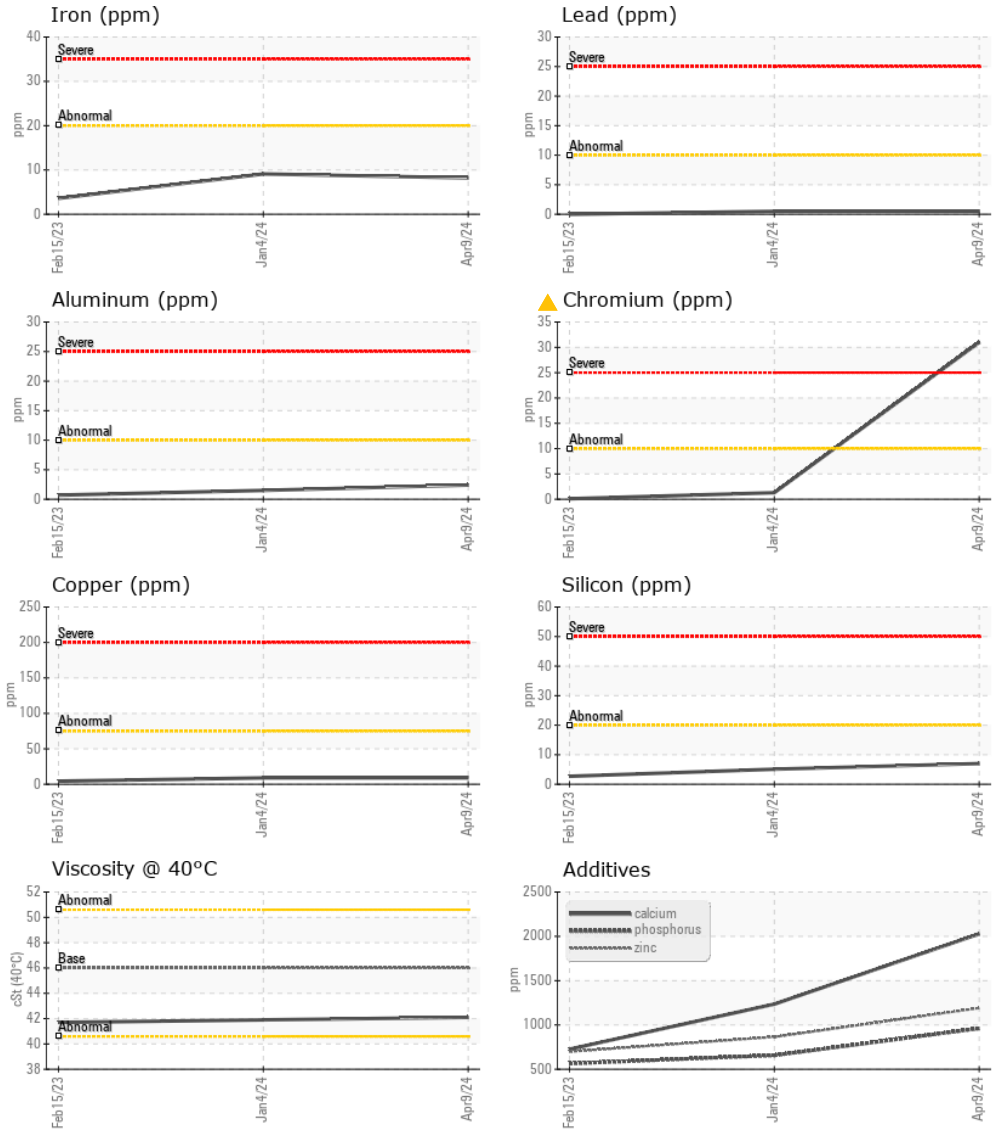 Iron (ppm)
40
30
20
10
0
ppm
Severe
Abnormal
Feb15/23
Jan4/24
Apr9/24
Lead (ppm)
30
25
20
15
10
5
0
ppm
Severe
Abnormal
Feb15/23
Jan4/24
Apr9/24
Aluminum (ppm)
30
25
20
15
10
5
0
ppm
Severe
Abnormal
Feb15/23
Jan4/24
Apr9/24
Chromium (ppm)
35
30
25
20
15
10
5
0
ppm
Severe
Abnormal
Feb15/23
Jan4/24
Apr9/24
Copper (ppm)
250
200
150
100
50
0
ppm
Severe
Abnormal
Feb15/23
Jan4/24
Apr9/24
Silicon (ppm)
60
50
40
30
20
10
0
ppm
Severe
Abnormal
Feb15/23
Jan4/24
Apr9/24
Viscosity @ 40°C
52
50
48
46
44
42
40
38
cSt (40°C)
Abnormal
Base
Abnormal
Feb15/23
Jan4/24
Apr9/24
Additives
2500
2000
1500
1000
500
ppm
calcium
phosphorus
zinc
Feb15/23
Jan4/24
Apr9/24